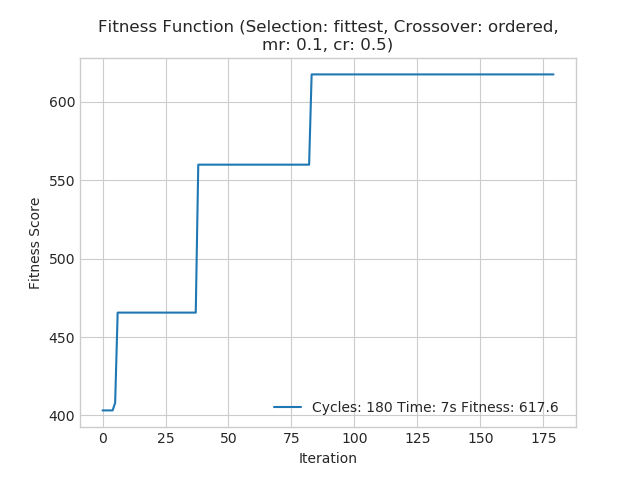 Fitness Function (Selection: fittest, Crossover: ordered,
mr: 0.1, cr: 0.5)
Fitness Score
600
550
500
450
400
Cycles: 180 Time: 7s Fitness: 617.6
0 25 50 75 100 125 150 175
Iteration